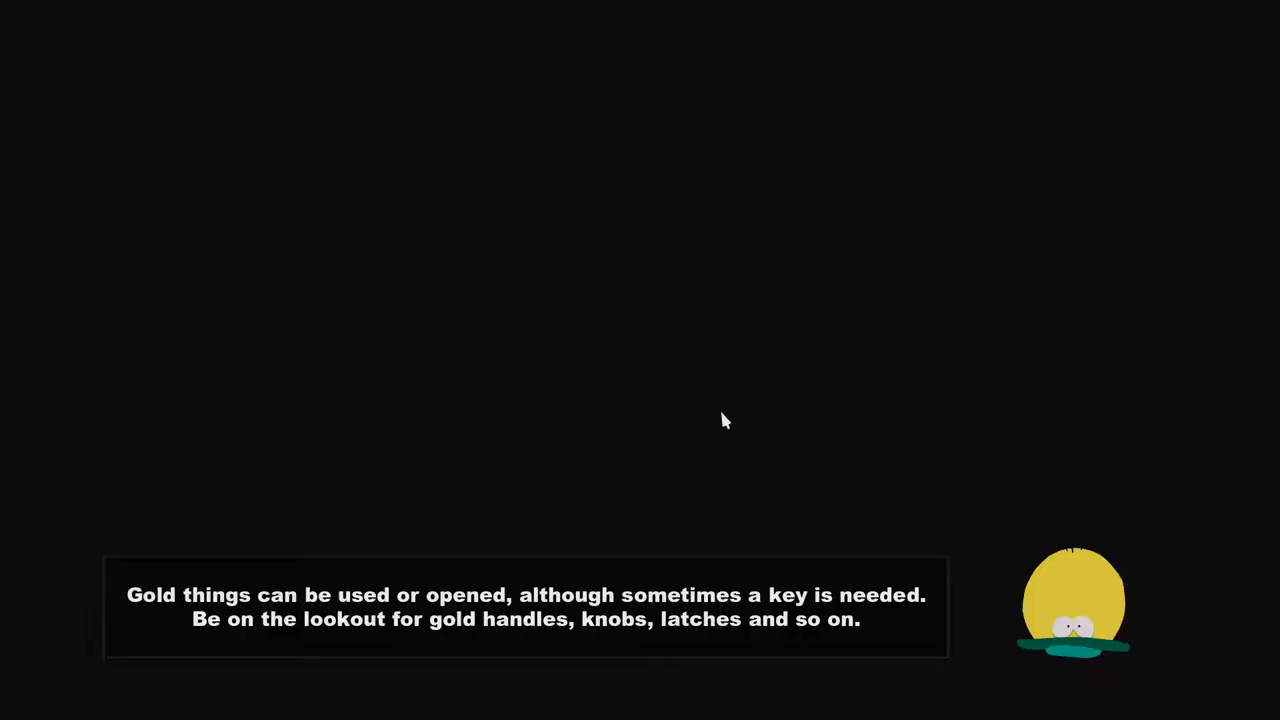 Gold things can be used or opened, although sometimes a key is needed.
Be on the lookout for gold handles, knobs, latches and so on.